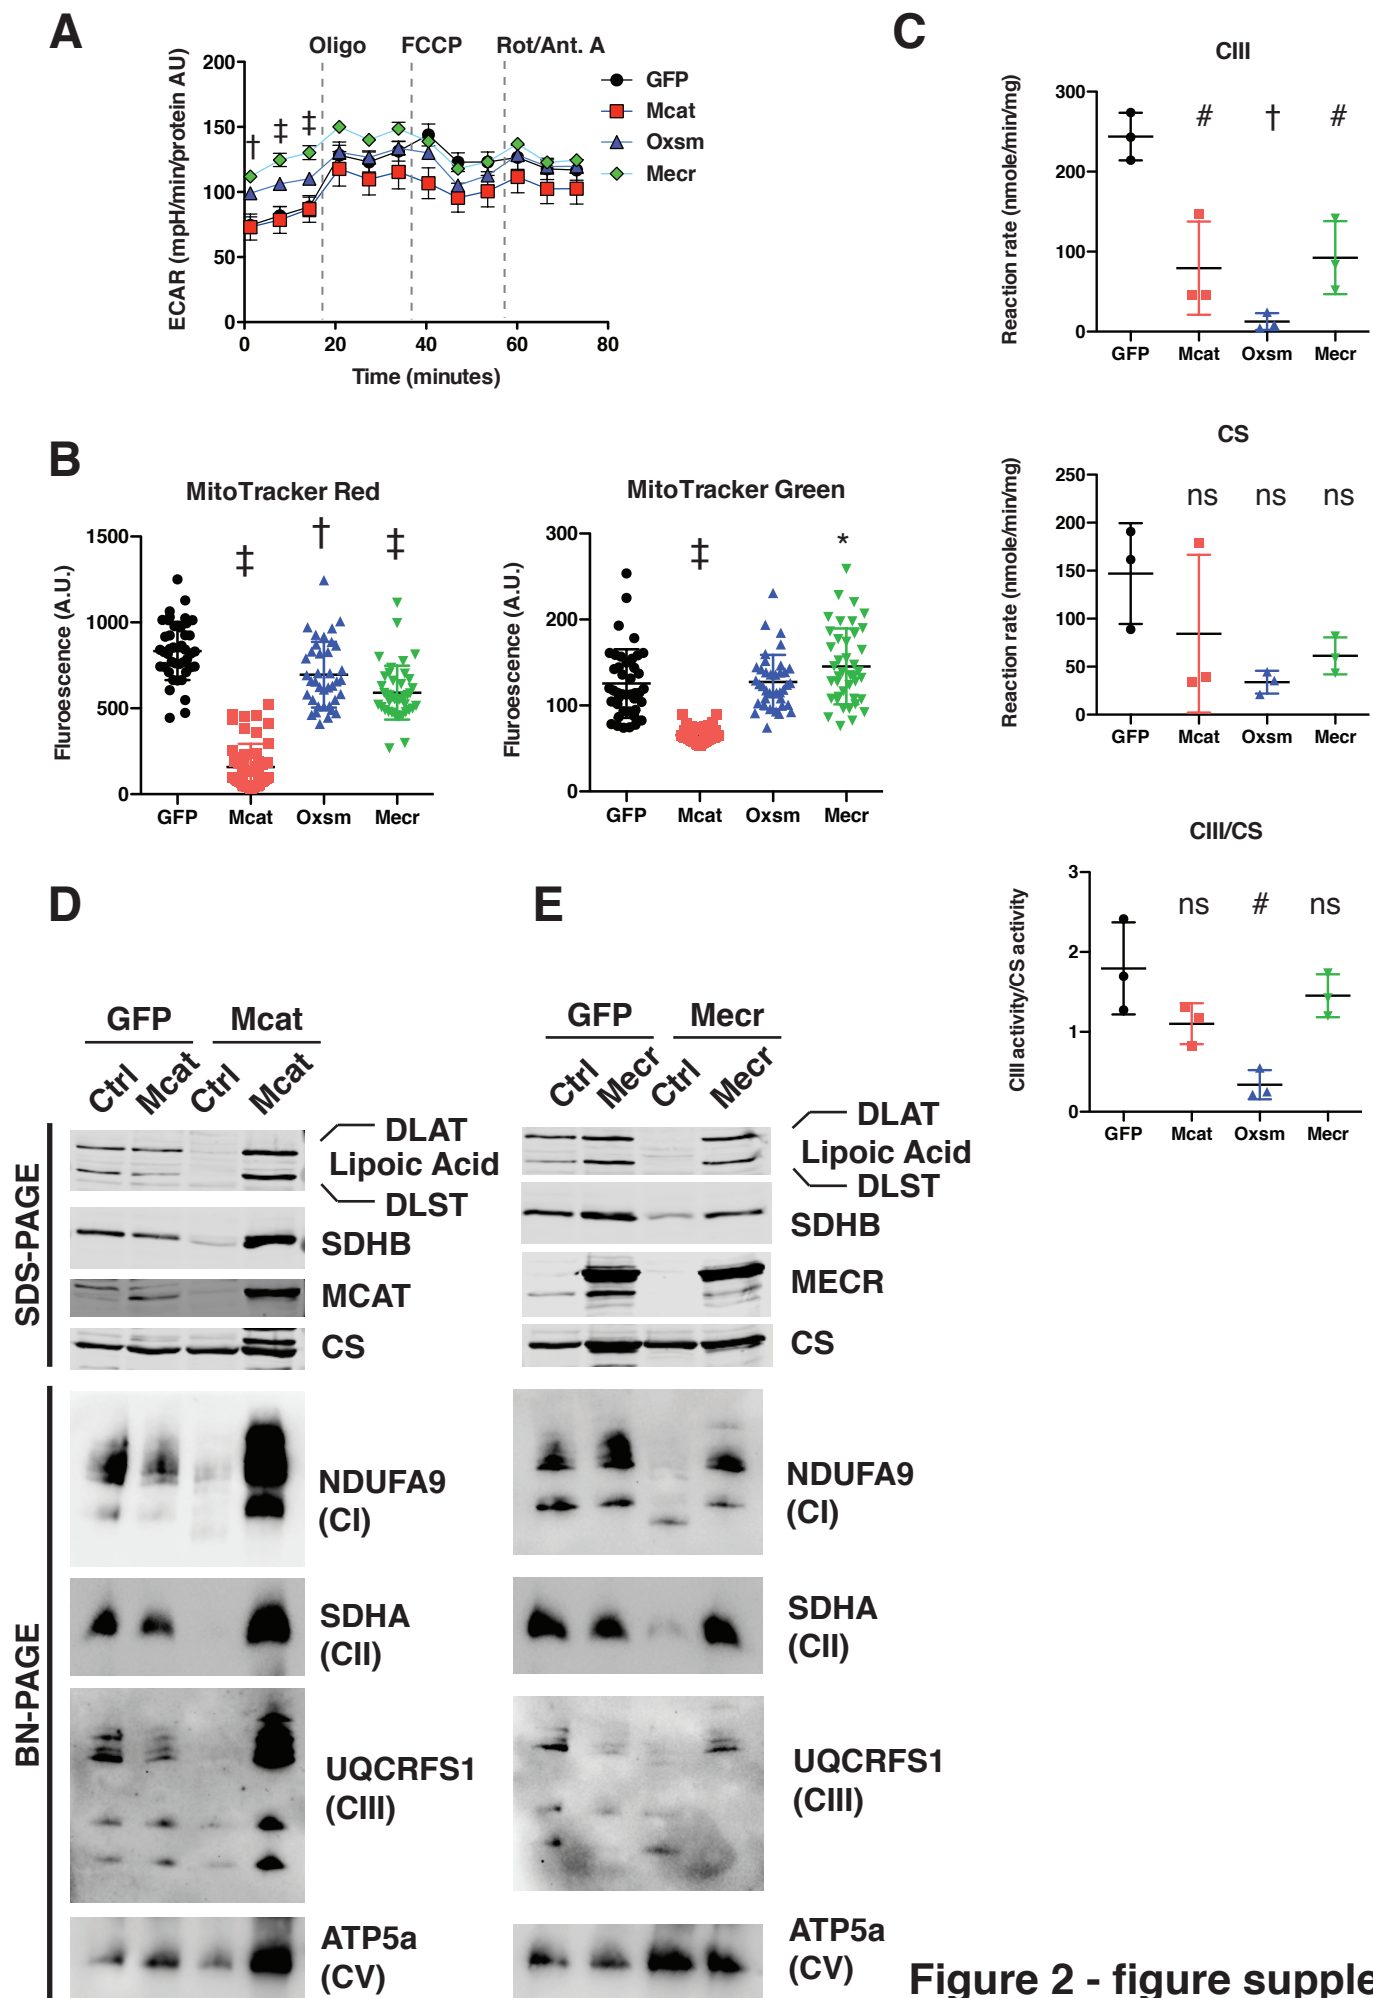 A
Oligo FCCP Rot/Ant. A
ECAR (mpH/min/protein AU)
200
150
100
50
0
† ‡ ‡
0 20 40 60 80
Time (minutes)
GFP
Mcat
Oxsm
Mecr
B
MitoTracker Red
Fluroescence (A.U.)
1500
1000
500
0
‡ † ‡
GFP Mcat Oxsm Mecr
MitoTracker Green
Fluroescence (A.U.)
300
200
100
0
‡ *
GFP Mcat Oxsm Mecr
C
CIII
Reaction rate (nmole/min/mg)
300
200
100
0
# † #
GFP Mcat Oxsm Mecr
CS
Reaction rate (nmole/min/mg)
250
200
150
100
50
0
ns ns ns
GFP Mcat Oxsm Mecr
CIII/CS
CIII activity/CS activity
3
2
1
0
ns # ns
GFP Mcat Oxsm Mecr
D
GFP Mcat
Ctrl Mcat Ctrl Mcat
SDS-PAGE
DLAT
Lipoic Acid
DLST
SDHB
MCAT
CS
BN-PAGE
NDUFA9
(CI)
SDHA
(CII)
UQCRFS1
(CIII)
ATP5a
(CV)
E
GFP Mecr
Ctrl Mecr Ctrl Mecr
DLAT
Lipoic Acid
DLST
SDHB
MECR
CS
NDUFA9
(CI)
SDHA
(CII)
UQCRFS1
(CIII)
ATP5a
(CV)
Figure 2 - figure supple